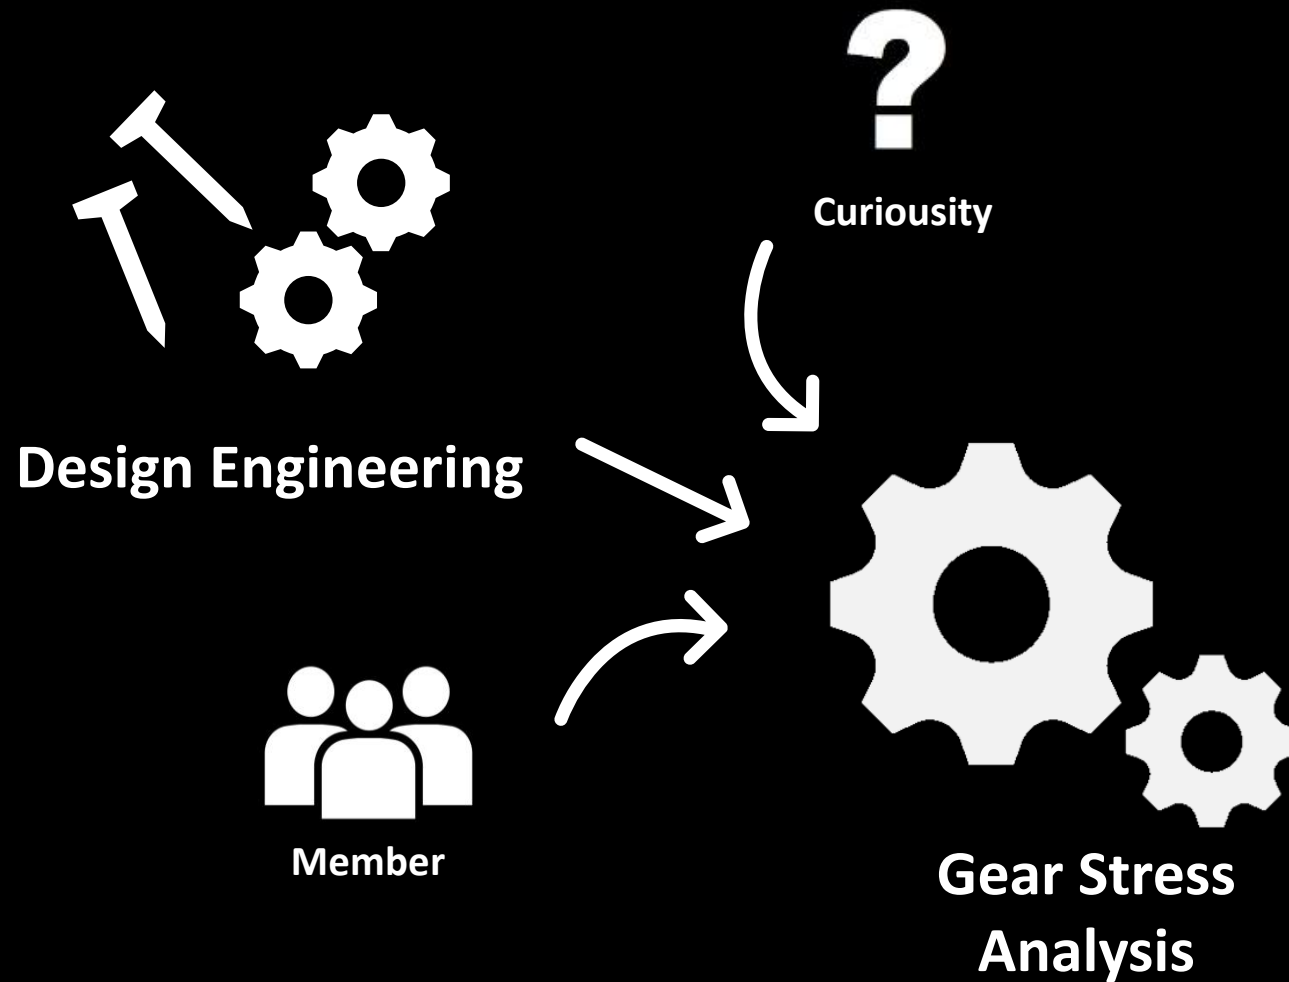 ?
Curiousity
Design Engineering
Member
Gear Stress
Analysis